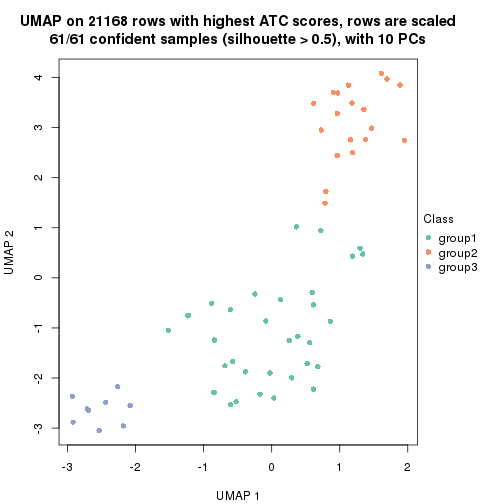 UMAP on 21168 rows with highest ATC scores, rows are scaled
61/61 confident samples (silhouette > 0.5), with 10 PCs
UMAP 2
4
3
2
1
0
-1
-2
-3
-3
-2
-1
0
1
2
UMAP 1
Class
group1
group2
group3